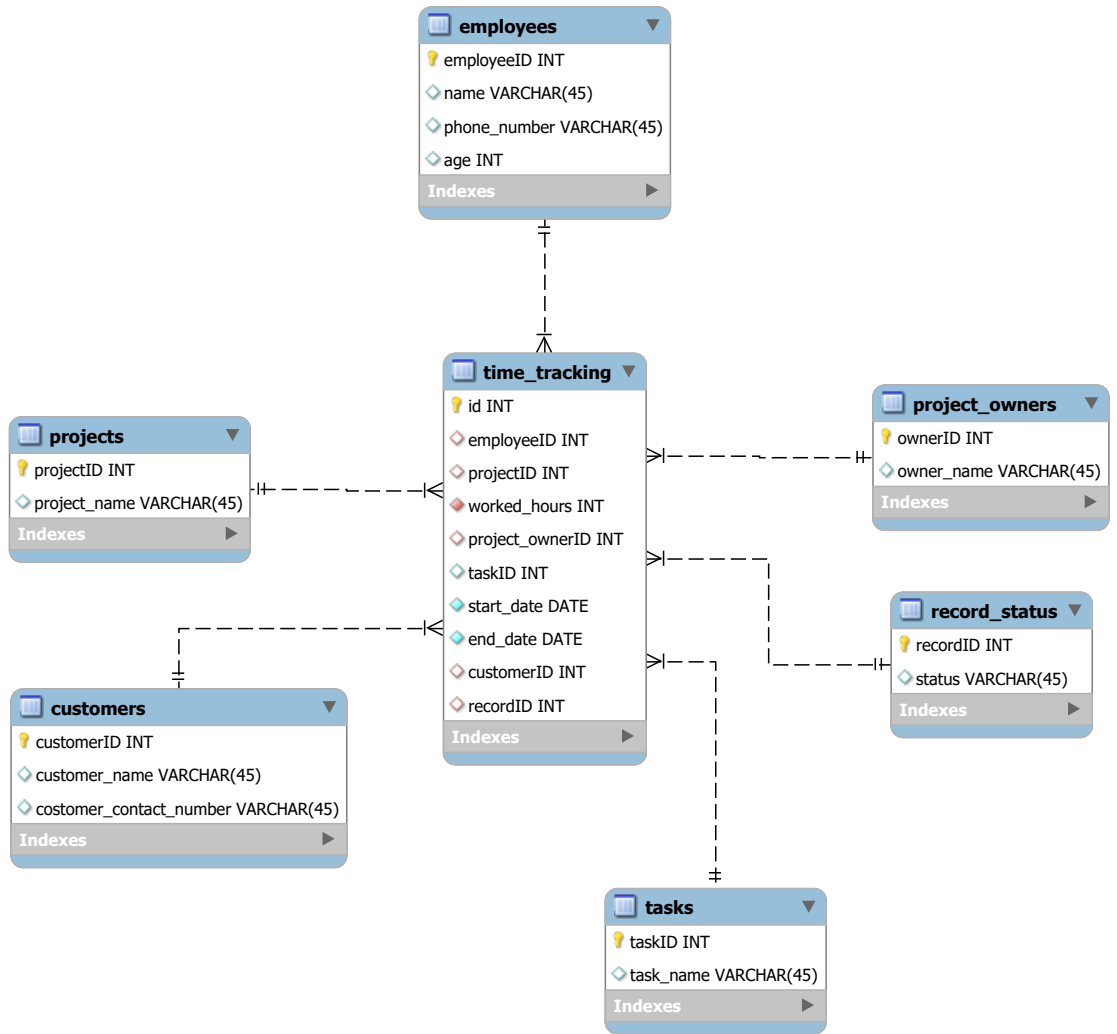 employees
employeeID INT
name VARCHAR(45)
phone_number VARCHAR(45)
age INT
Indexes
time_tracking
id INT
employeeID INT
projectID INT
worked_hours INT
project_ownerID INT
taskID INT
start_date DATE
end_date DATE
customerID INT
recordID INT
Indexes
projects
projectID INT
project_name VARCHAR(45)
Indexes
project_owners
ownerID INT
owner_name VARCHAR(45)
Indexes
record_status
recordID INT
status VARCHAR(45)
Indexes
customers
customerID INT
customer_name VARCHAR(45)
costomer_contact_number VARCHAR(45)
Indexes
tasks
taskID INT
task_name VARCHAR(45)
Indexes